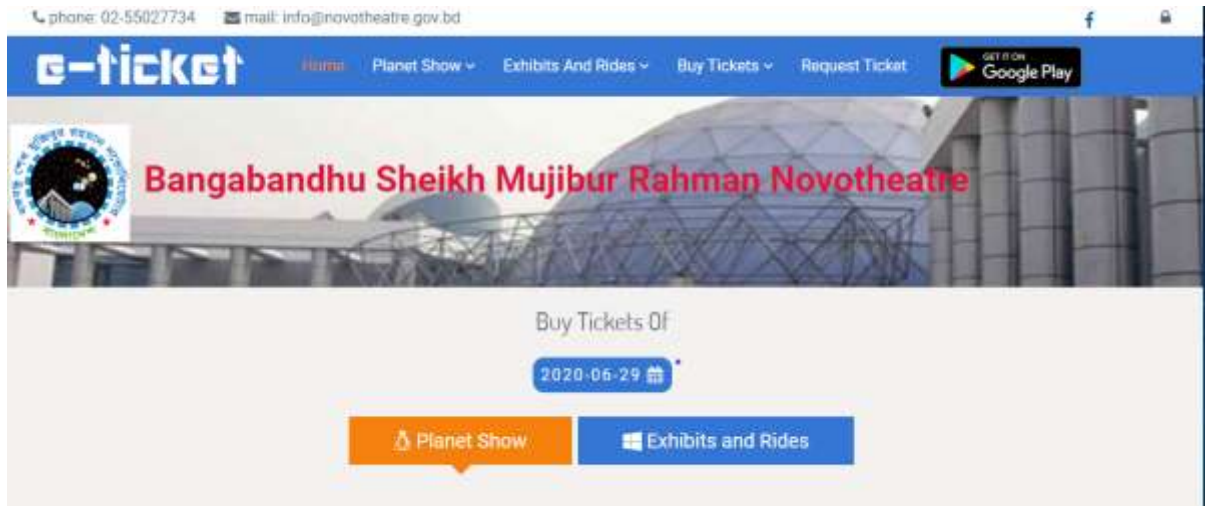 phone: 02-55027734 mail: info@novotheatre.gov.bd
e-ticket Home Planet Show Exhibits And Rides Buy Tickets Request Ticket GET IT ON Google Play
Bangabandhu Sheikh Mujibur Rahman Novotheatre
Buy Tickets Of
2020-06-29
Planet Show Exhibits and Rides